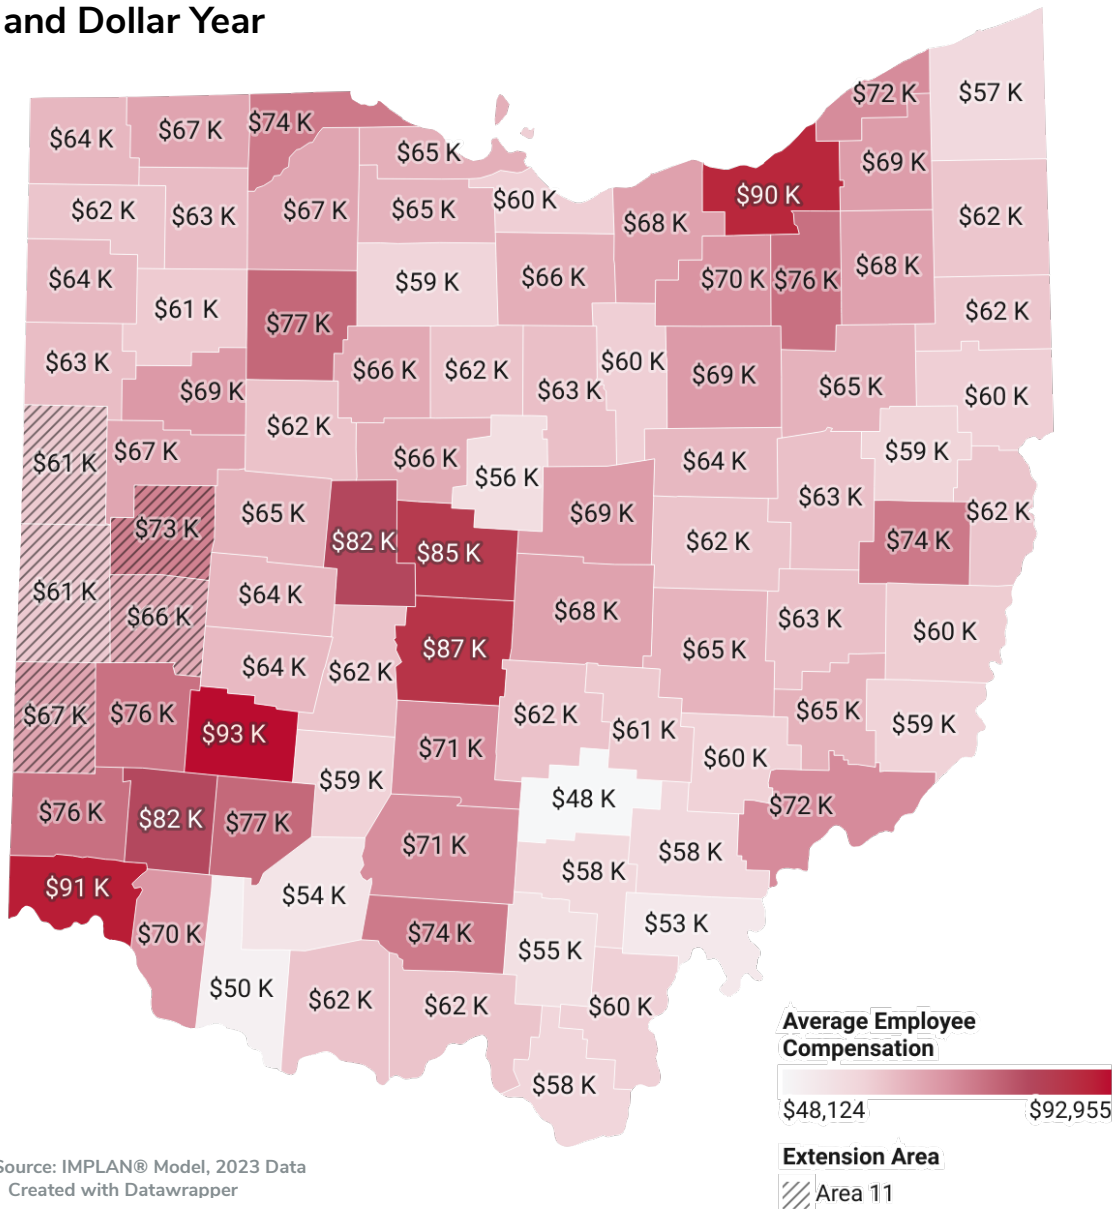 and Dollar Year
$72 K
$57 K
$74 K
$64 K
$67 K
$65 K
$69 K
$90 K
$60 K
$62 K
$63 K
$67 K
$65 K
$68 K
$62 K
$64 K
$59 K
$66 K
$70 K
$76 K
$68 K
$61 K
$77 K
$62 K
$63 K
$66 K
$62 K
$63 K
$60 K
$69 K
$65 K
$60 K
$69 K
$62 K
$61 K
$67 K
$66 K
$56 K
$64 K
$59 K
$63 K
$73 K
$65 K
$82 K
$85 K
$69 K
$62 K
$74 K
$62 K
$61 K
$66 K
$64 K
$68 K
$63 K
$60 K
$64 K
$62 K
$87 K
$65 K
$67 K
$76 K
$93 K
$71 K
$62 K
$61 K
$65 K
$59 K
$59 K
$60 K
$76 K
$82 K
$77 K
$48 K
$72 K
$71 K
$58 K
$58 K
$91 K
$54 K
$70 K
$74 K
$55 K
$53 K
$50 K
$62 K
$62 K
$60 K
$58 K
Average Employee
Compensation
$48,124
$92,955
Extension Area
Area 11
Source: IMPLAN® Model, 2023 Data
Created with Datawrapper